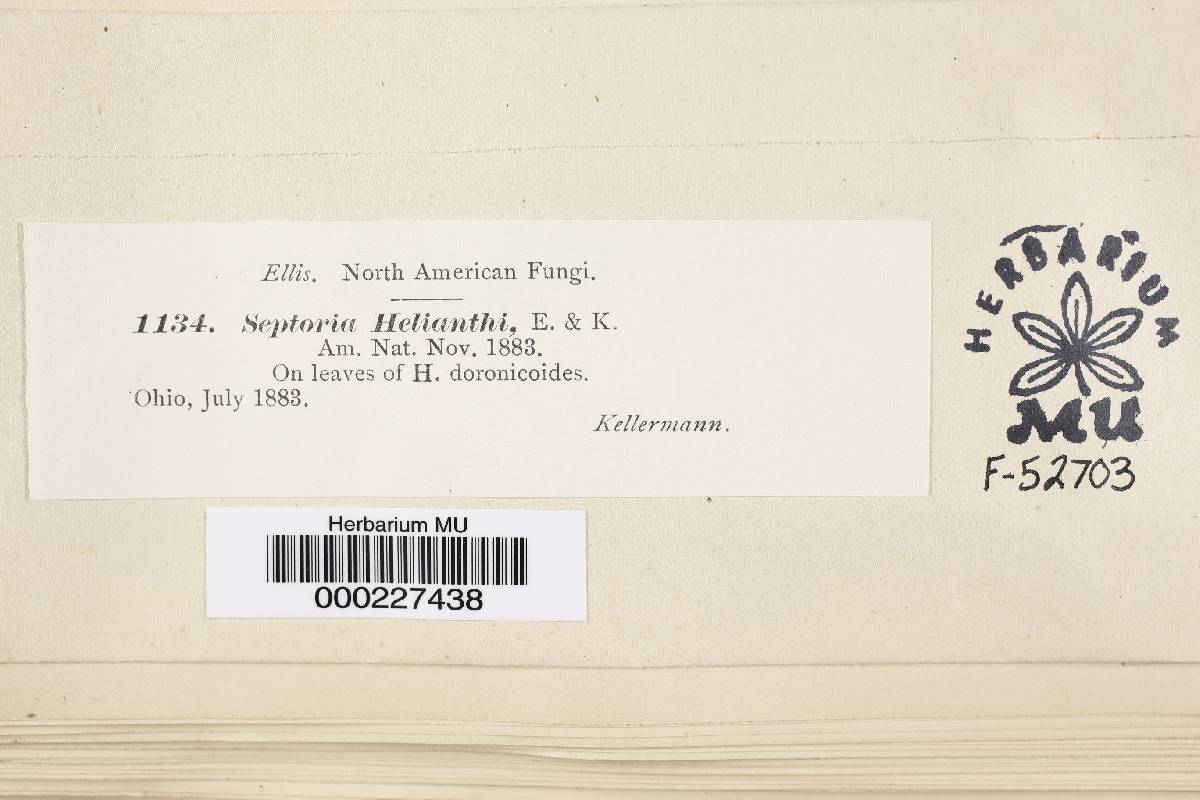 Ellis. North American Fungi.
1134. Septoria Helianthi, E. & K.
Am. Nat. Nov. 1883.
On leaves of H. doronicoides.
Ohio, July 1883.
Kellermann.
HERBARIUM
MU
F-52703
Herbarium MU
000227438